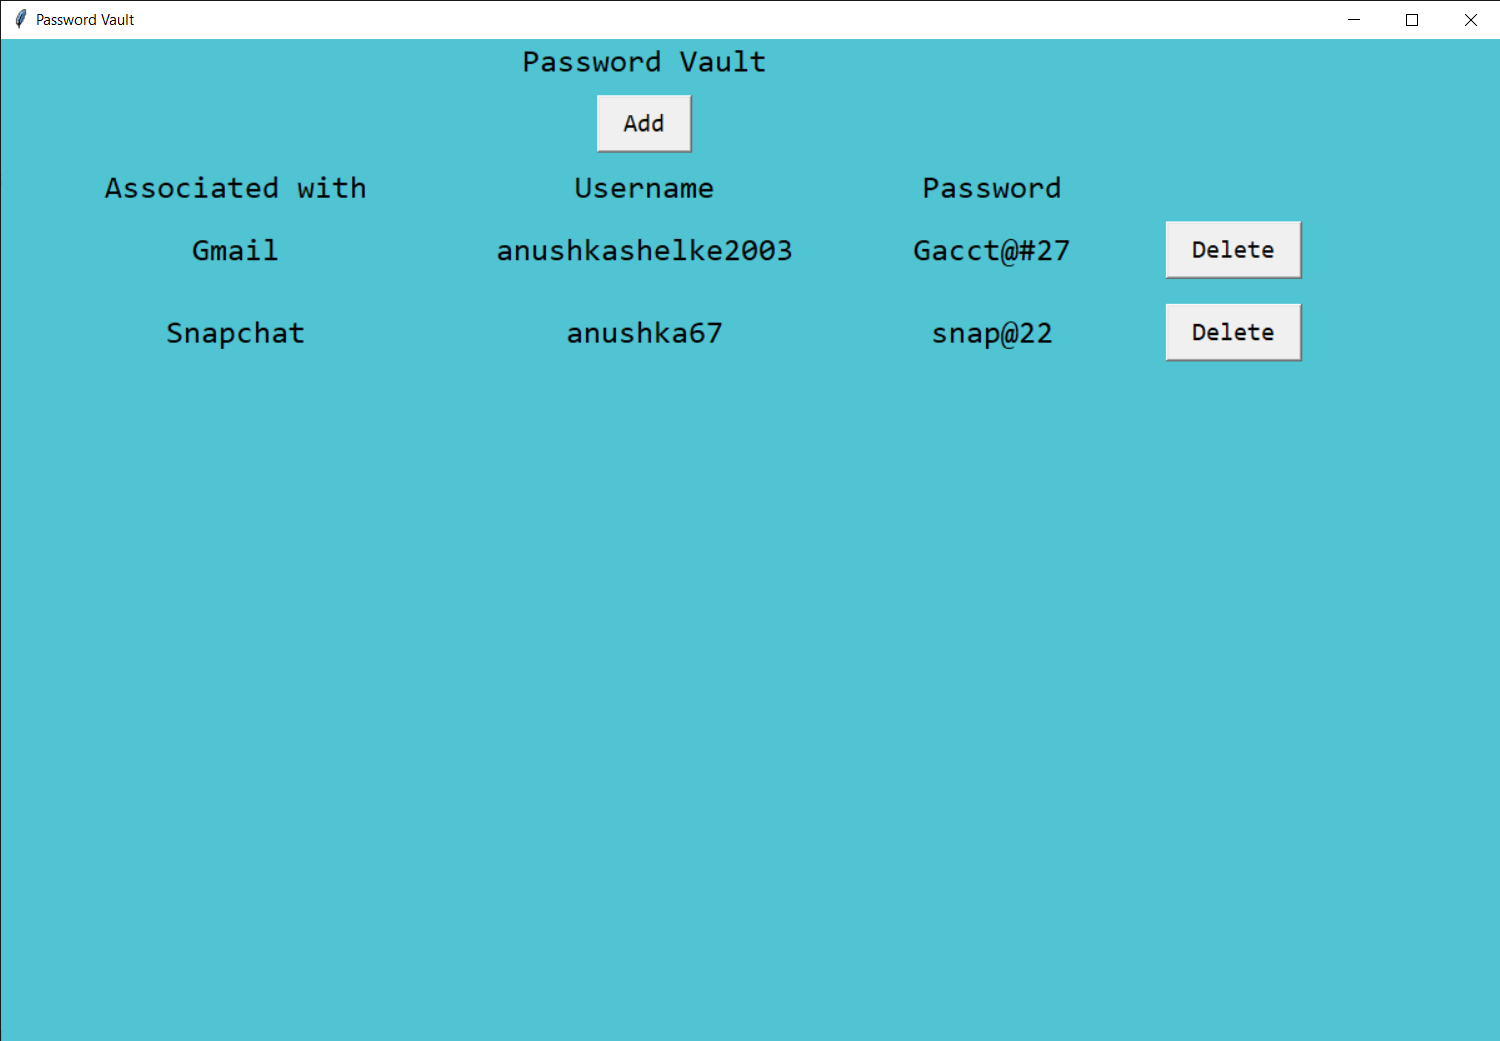 Password Vault
Password Vault
Add
Associated with Username Password
Gmail anushkashelke2003 Gacct@#27 Delete
Snapchat anushka67 snap@22 Delete